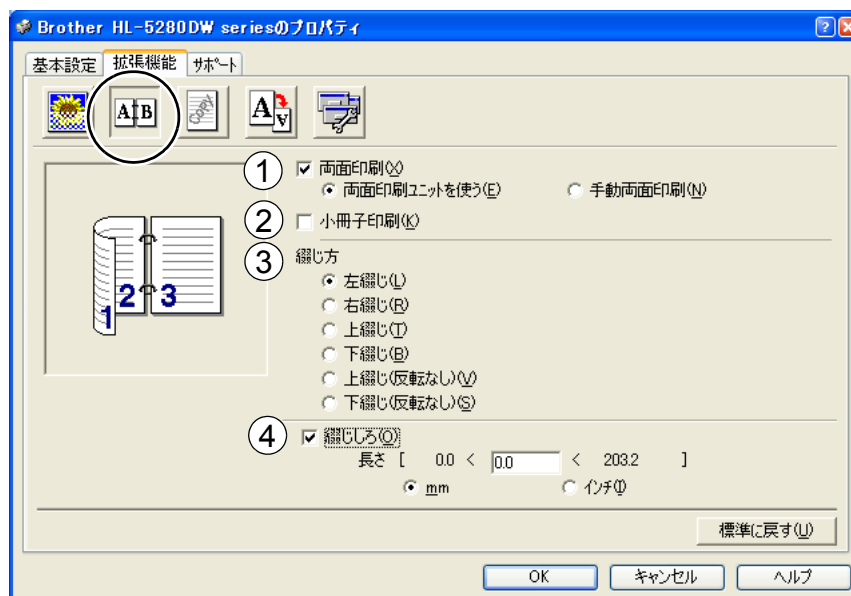 Brother HL-5280DW seriesのプロパティ
基本設定 拡張機能 サポート
A B COPY A A
① 両面印刷(X)
両面印刷ユニットを使う(E) 手動両面印刷(N)
② 小冊子印刷(K)
③ 綴じ方
左綴じ(L)
右綴じ(R)
上綴じ(T)
下綴じ(B)
上綴じ(反転なし)(V)
下綴じ(反転なし)(S)
1 2 3
④ 綴じしろ(O)
長さ [ 0.0 < 0.0 < 203.2 ]
mm インチ(I)
標準に戻す(U)
OK キャンセル ヘルプ